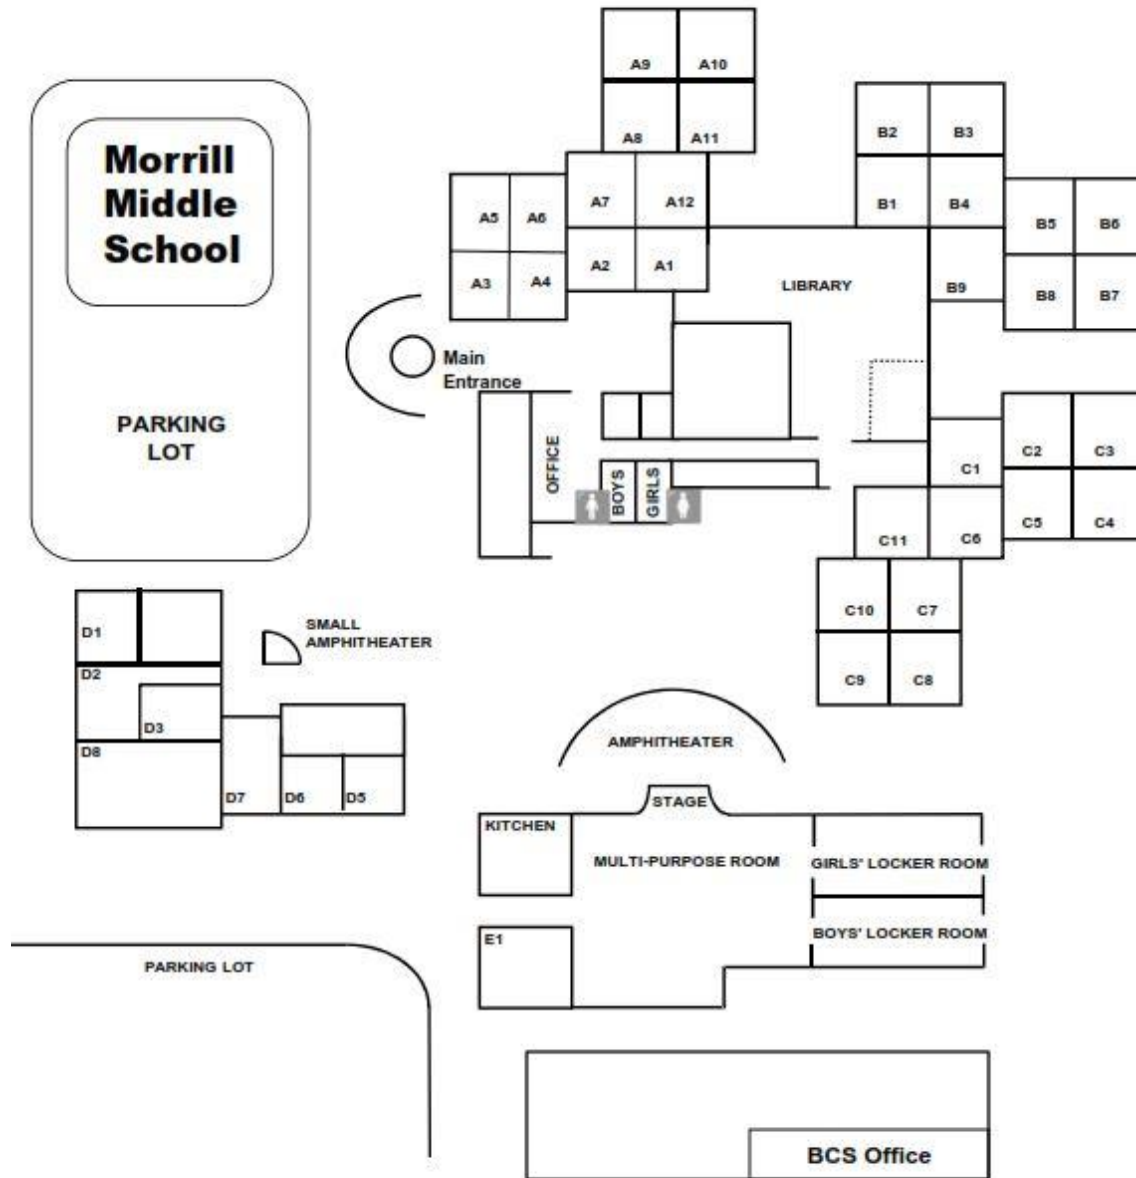 Morrill
Middle
School
PARKING
LOT
A9
A10
A8
A11
A5
A6
A7
A12
A3
A4
A2
A1
B2
B3
B1
B4
B5
B6
LIBRARY
B9
B8
B7
Main
Entrance
OFFICE
BOYS
GIRLS
C1
C2
C3
C11
C6
C5
C4
C10
C7
C9
C8
D1
SMALL
AMPHITHEATER
D2
D3
D8
D7
D6
D5
AMPHITHEATER
STAGE
KITCHEN
MULTI-PURPOSE ROOM
GIRLS' LOCKER ROOM
E1
BOYS' LOCKER ROOM
PARKING LOT
BCS Office